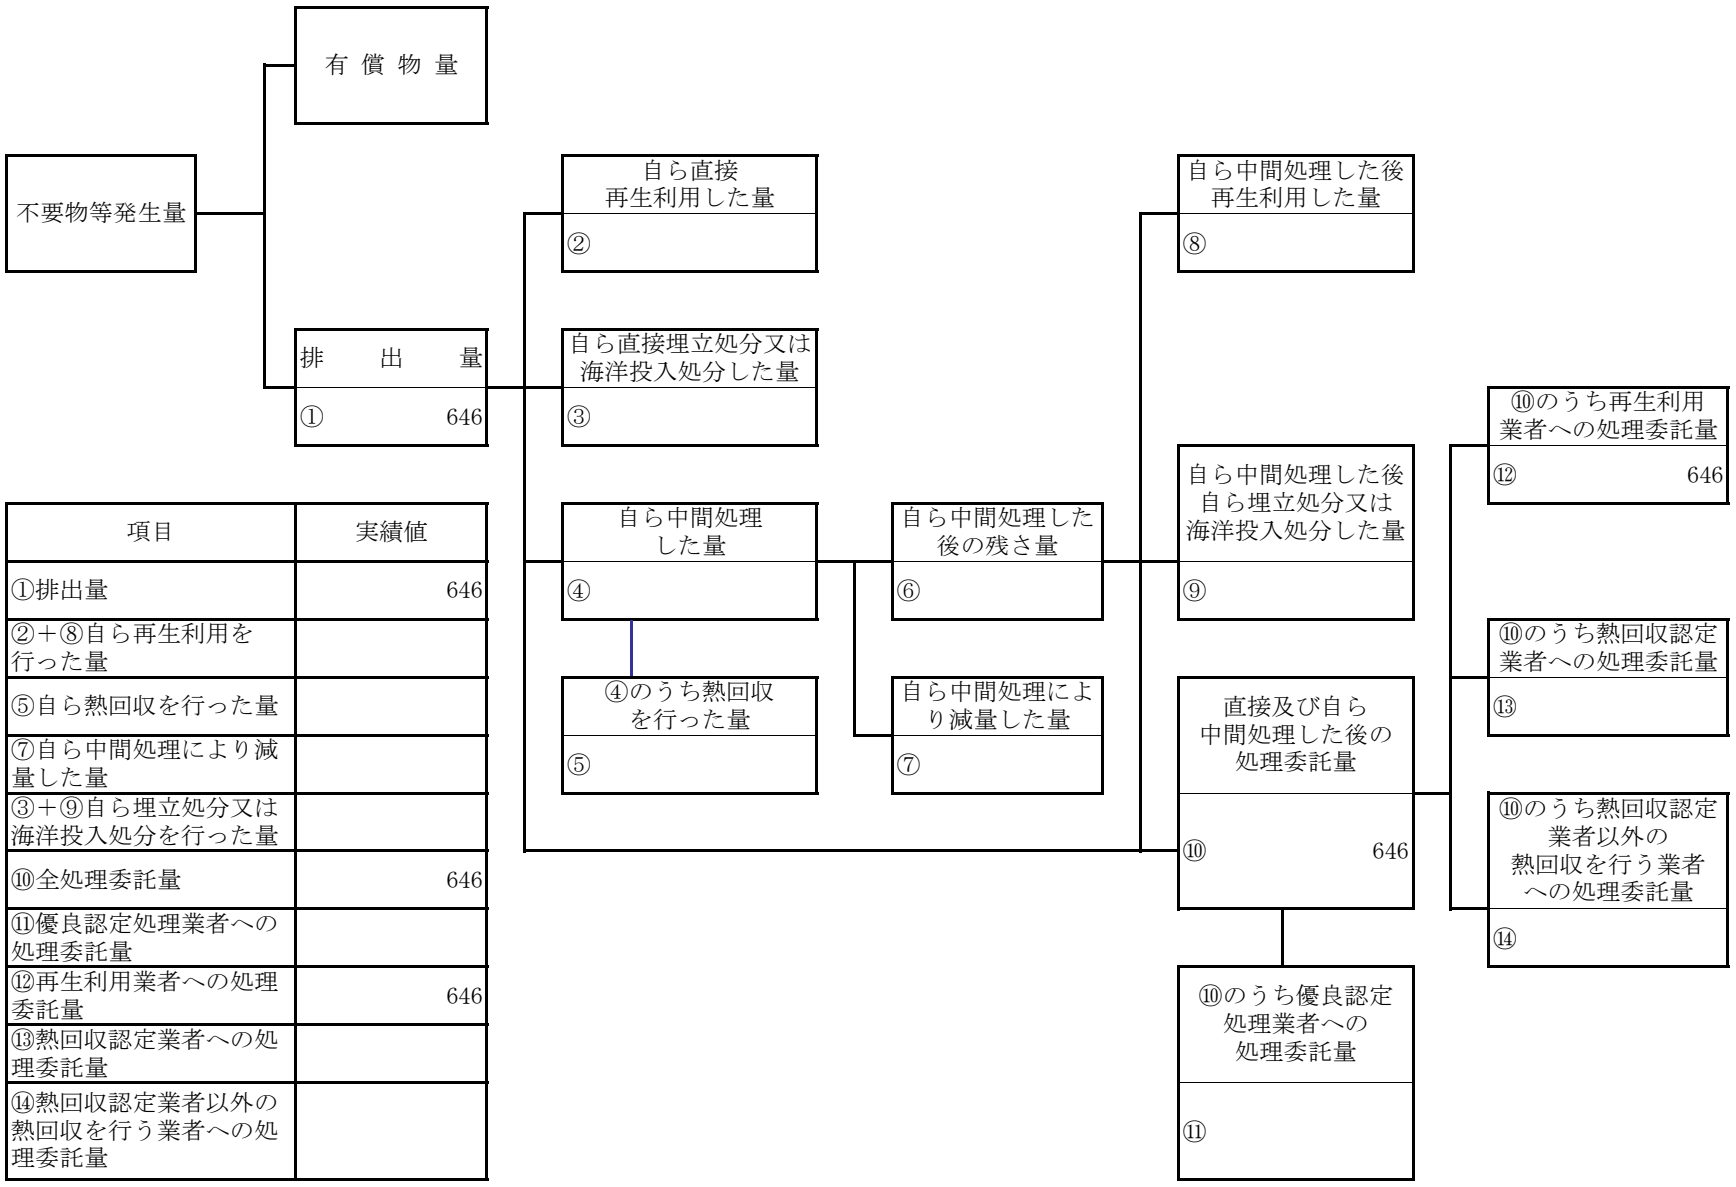 有償物量
不要物等発生量
自ら直接
再生利用した量
②
自ら中間処理した後
再生利用した量
⑧
排出量
① 646
自ら直接埋立処分又は
海洋投入処分した量
③
⑩のうち再生利用
業者への処理委託量
⑫ 646
自ら中間処理
した量
④
自ら中間処理した
後の残さ量
⑥
自ら中間処理した後
自ら埋立処分又は
海洋投入処分した量
⑨
⑩のうち熱回収認定
業者への処理委託量
⑬
④のうち熱回収
を行った量
⑤
自ら中間処理によ
り減量した量
⑦
直接及び自ら
中間処理した後の
処理委託量
⑩ 646
⑩のうち熱回収認定
業者以外の
熱回収を行う業者
への処理委託量
⑭
⑩のうち優良認定
処理業者への
処理委託量
⑪
項目 実績値
①排出量 646
②+⑧自ら再生利用を
行った量
⑤自ら熱回収を行った量
⑦自ら中間処理により減
量した量
③+⑨自ら埋立処分又は
海洋投入処分を行った量
⑩全処理委託量 646
⑪優良認定処理業者への
処理委託量
⑫再生利用業者への処理
委託量 646
⑬熱回収認定業者への処
理委託量
⑭熱回収認定業者以外の
熱回収を行う業者への処
理委託量